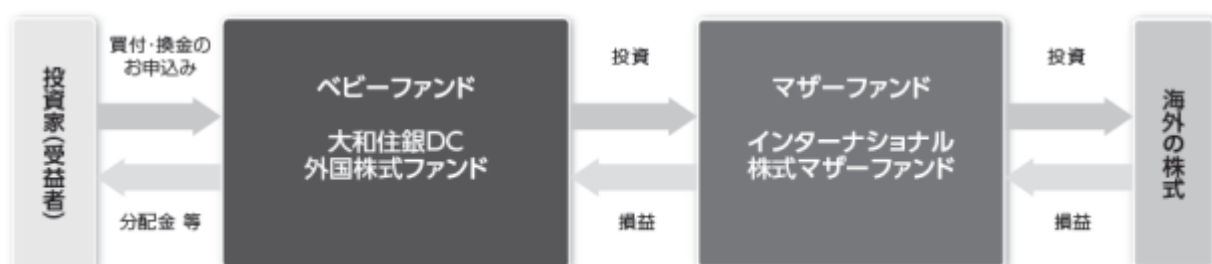 投資家(受益者)
買付・換金の
お申込み
分配金 等
ベビーファンド
大和住銀DC
外国株式ファンド
投資
損益
マザーファンド
インターナショナル
株式マザーファンド
投資
損益
海外の株式